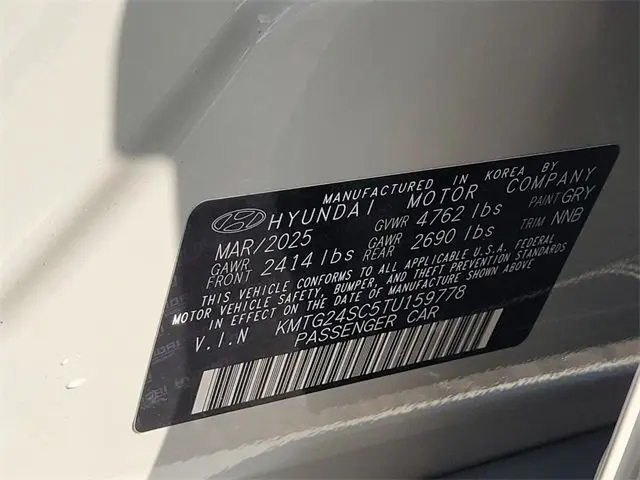 MANUFACTURED IN KOREA BY
HYUNDAI MOTOR COMPANY
MAR/2025 GVWR 4762 lbs PAINT GRY
GAWR FRONT 2414 lbs GAWR REAR 2690 lbs TRIM NNB
THIS VEHICLE CONFORMS TO ALL APPLICABLE U.S.A. FEDERAL
MOTOR VEHICLE SAFETY, BUMPER, AND THEFT PREVENTION STANDARDS
IN EFFECT ON THE DATE OF MANUFACTURE SHOWN ABOVE.
V.I.N KMTG24SC5TU159778
PASSENGER CAR